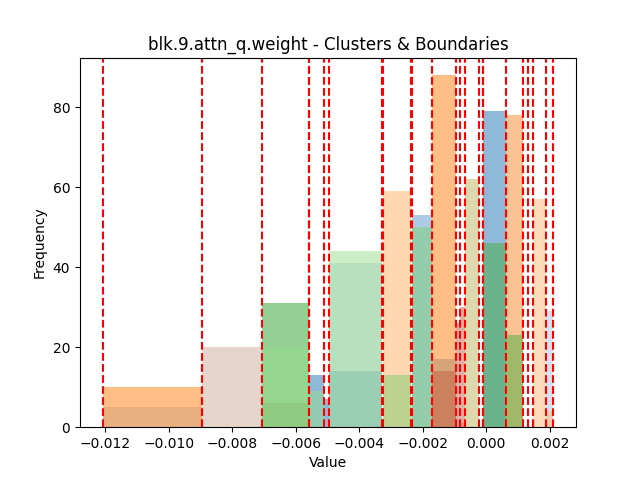 blk.9.attn_q.weight - Clusters & Boundaries
Frequency
80
60
40
20
0
−0.012 −0.010 −0.008 −0.006 −0.004 −0.002 0.000 0.002
Value